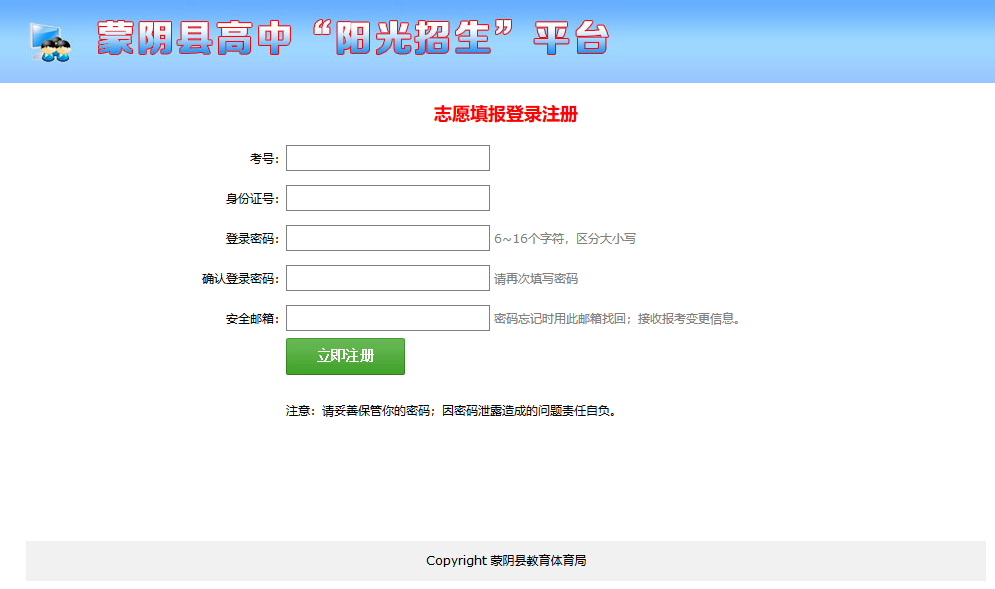 蒙阴县高中“阳光招生”平台
志愿填报登录注册
考号：
身份证号：
登录密码： 6~16个字符，区分大小写
确认登录密码： 请再次填写密码
安全邮箱： 密码忘记时用此邮箱找回；接收报考变更信息。
立即注册
注意：请妥善保管你的密码；因密码泄露造成的问题责任自负。
Copyright 蒙阴县教育体育局